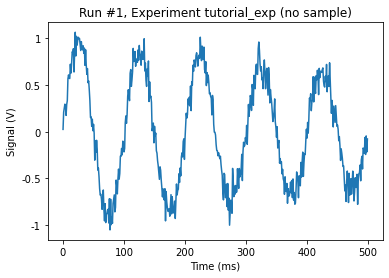 Run #1, Experiment tutorial_exp (no sample)
1
0.5
0
-0.5
-1
Signal (V)
0 100 200 300 400 500
Time (ms)